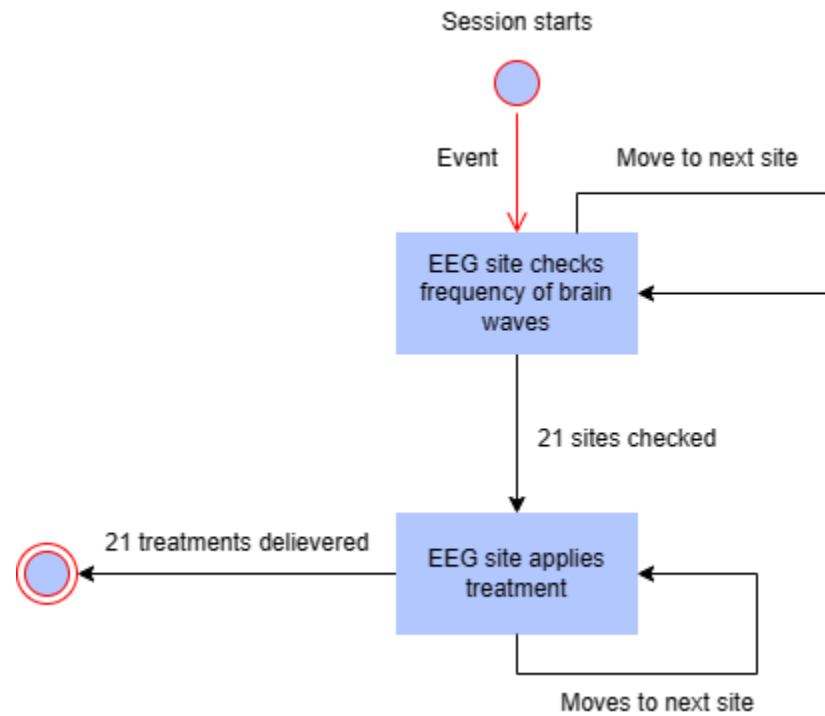 Session starts
Event
Move to next site
EEG site checks
frequency of brain
waves
21 sites checked
21 treatments delievered
EEG site applies
treatment
Moves to next site